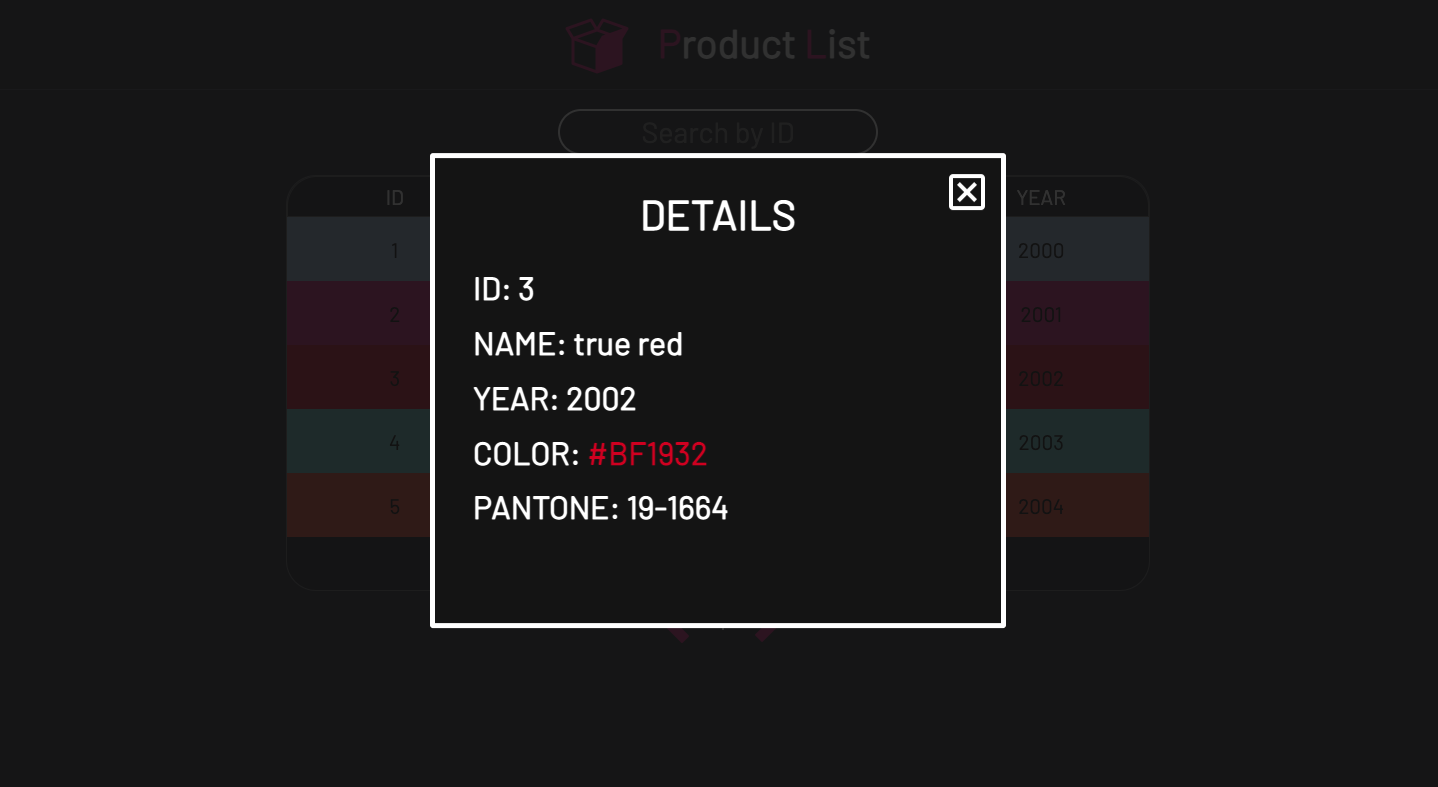 Product List
Search by ID
ID YEAR
1 2000
2 2001
3 2002
4 2003
5 2004
DETAILS
ID: 3
NAME: true red
YEAR: 2002
COLOR: #BF1932
PANTONE: 19-1664